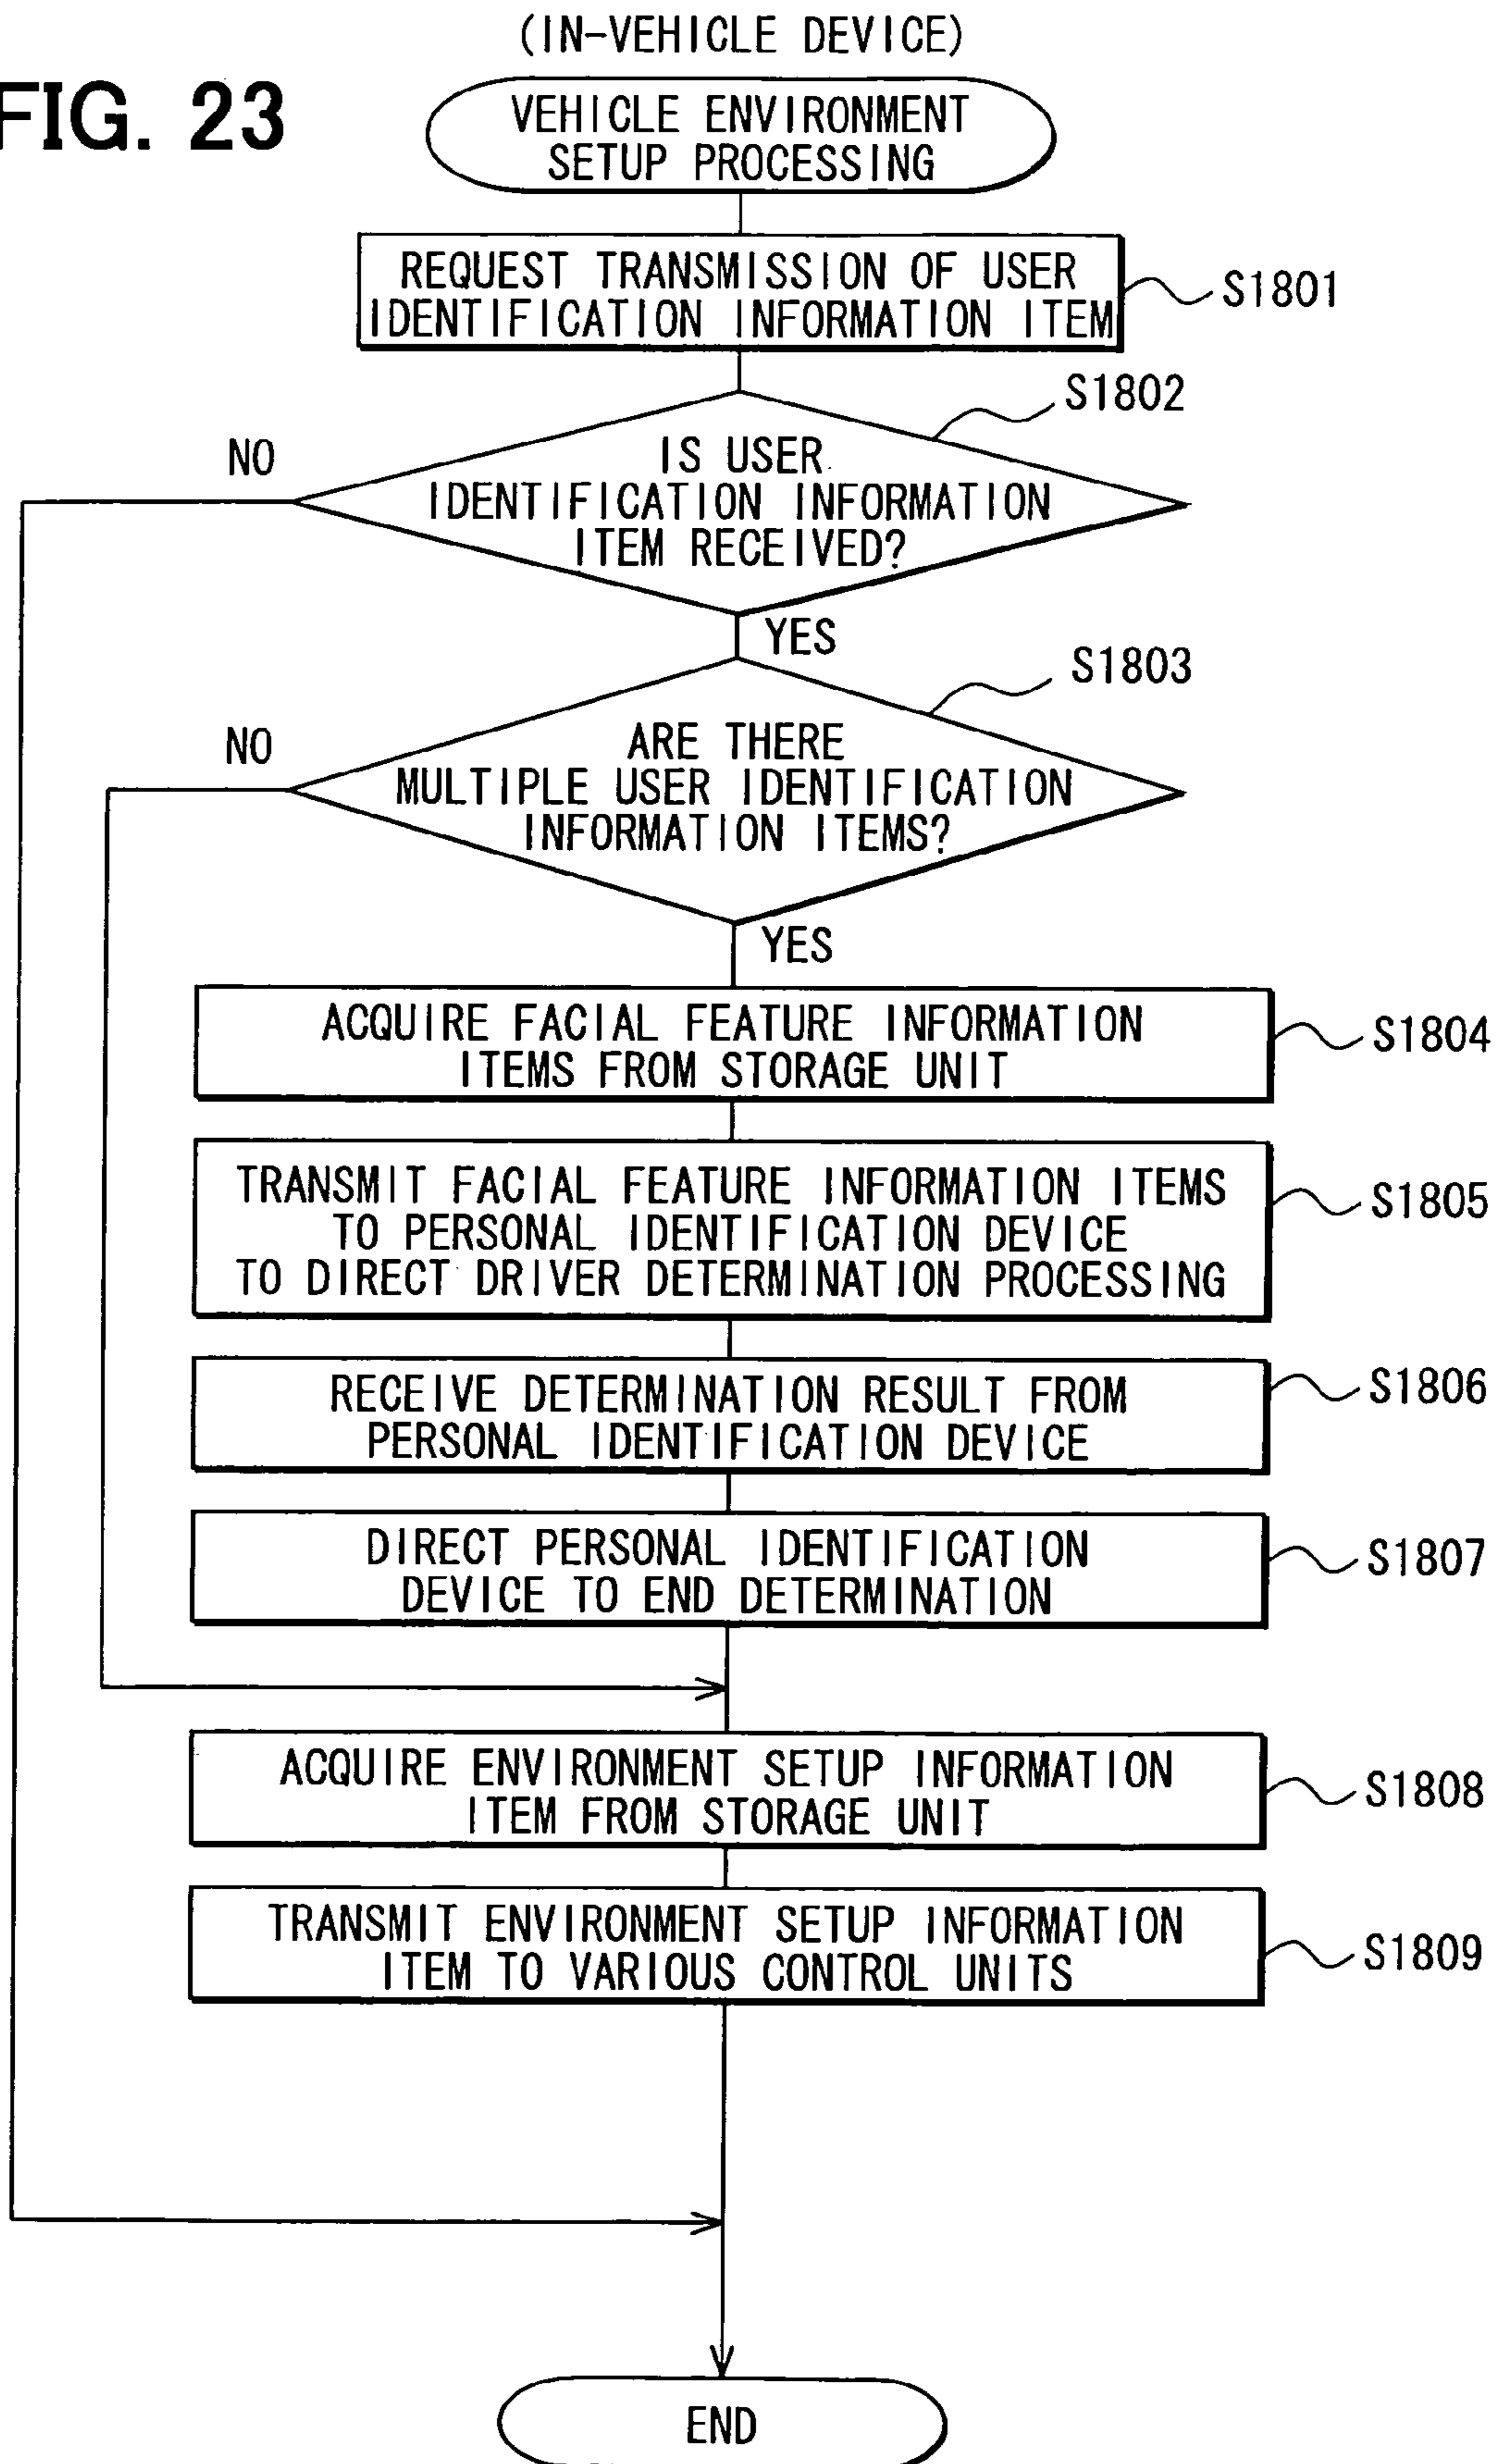 (IN-VEHICLE DEVICE)
FIG. 23
VEHICLE ENVIRONMENT
SETUP PROCESSING
REQUEST TRANSMISSION OF USER
IDENTIFICATION INFORMATION ITEM
S1801
S1802
NO
IS USER
IDENTIFICATION INFORMATION
ITEM RECEIVED?
YES
S1803
NO
ARE THERE
MULTIPLE USER IDENTIFICATION
INFORMATION ITEMS?
YES
ACQUIRE FACIAL FEATURE INFORMATION
ITEMS FROM STORAGE UNIT
S1804
TRANSMIT FACIAL FEATURE INFORMATION ITEMS
TO PERSONAL IDENTIFICATION DEVICE
TO DIRECT DRIVER DETERMINATION PROCESSING
S1805
RECEIVE DETERMINATION RESULT FROM
PERSONAL IDENTIFICATION DEVICE
S1806
DIRECT PERSONAL IDENTIFICATION
DEVICE TO END DETERMINATION
S1807
ACQUIRE ENVIRONMENT SETUP INFORMATION
ITEM FROM STORAGE UNIT
S1808
TRANSMIT ENVIRONMENT SETUP INFORMATION
ITEM TO VARIOUS CONTROL UNITS
S1809
END